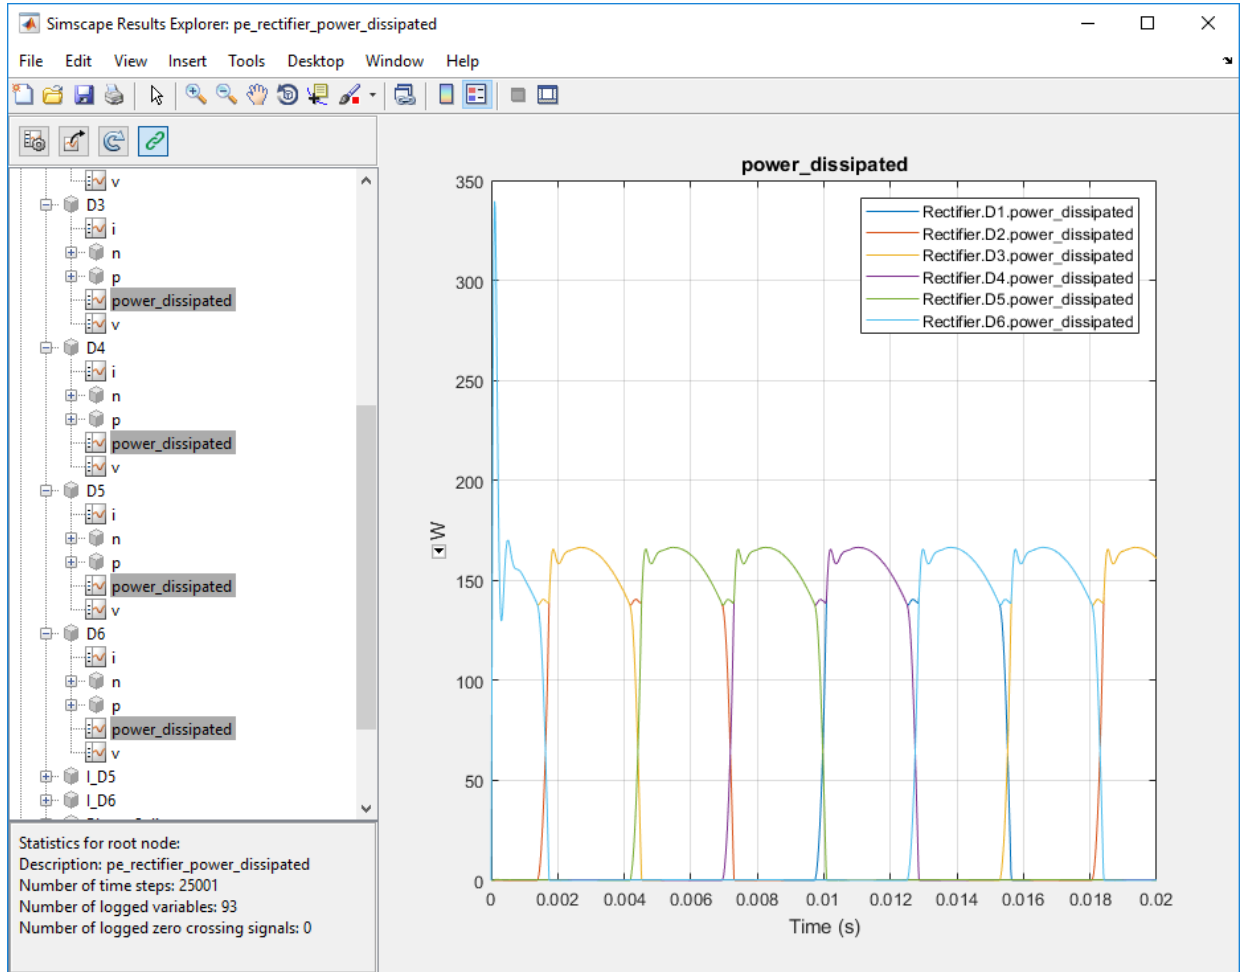 Simscape Results Explorer: pe_rectifier_power_dissipated
File Edit View Insert Tools Desktop Window Help
v
D3
i
n
p
power_dissipated
v
D4
i
n
p
power_dissipated
v
D5
i
n
p
power_dissipated
v
D6
i
n
p
power_dissipated
v
I_D5
I_D6
Statistics for root node:
Description: pe_rectifier_power_dissipated
Number of time steps: 25001
Number of logged variables: 93
Number of logged zero crossing signals: 0
power_dissipated
350
300
250
200
150
100
50
0
W
Rectifier.D1.power_dissipated
Rectifier.D2.power_dissipated
Rectifier.D3.power_dissipated
Rectifier.D4.power_dissipated
Rectifier.D5.power_dissipated
Rectifier.D6.power_dissipated
0 0.002 0.004 0.006 0.008 0.01 0.012 0.014 0.016 0.018 0.02
Time (s)